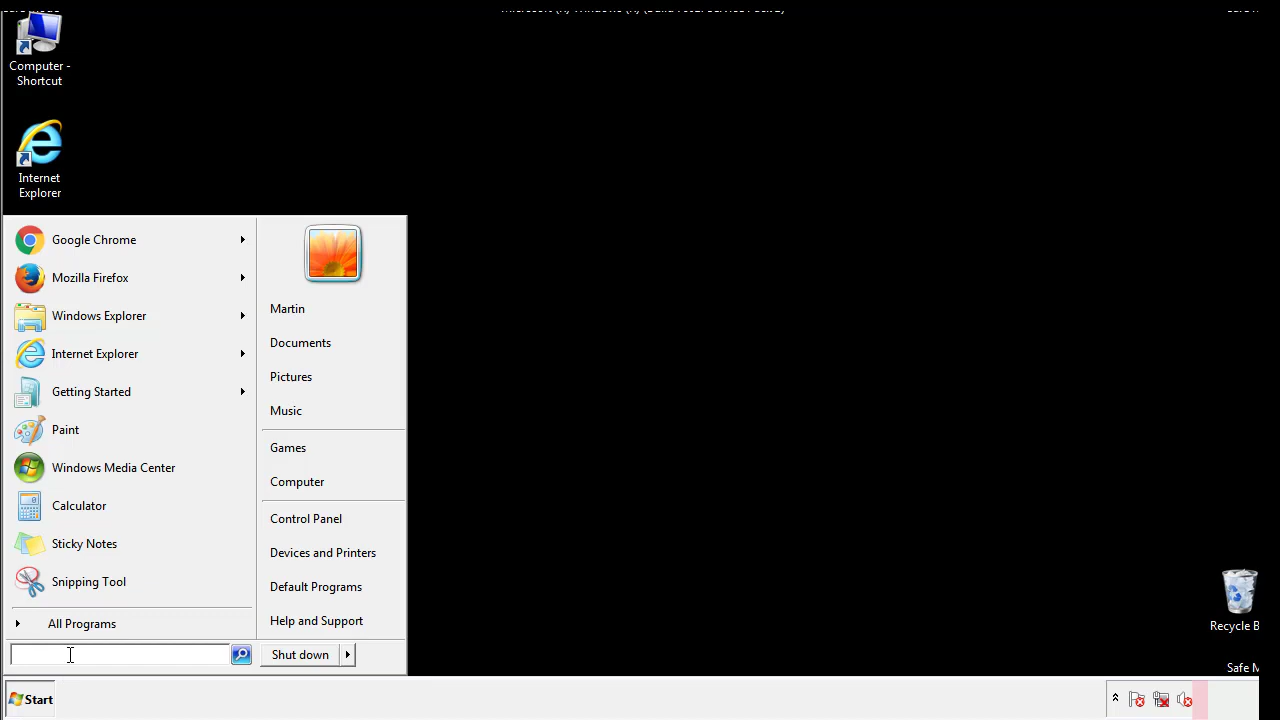 Computer -
Shortcut
Internet
Explorer
Google Chrome
Mozilla Firefox
Windows Explorer
Internet Explorer
Getting Started
Paint
Windows Media Center
Calculator
Sticky Notes
Snipping Tool
All Programs
Martin
Documents
Pictures
Music
Games
Computer
Control Panel
Devices and Printers
Default Programs
Help and Support
Shut down
Recycle B
Safe M
Start